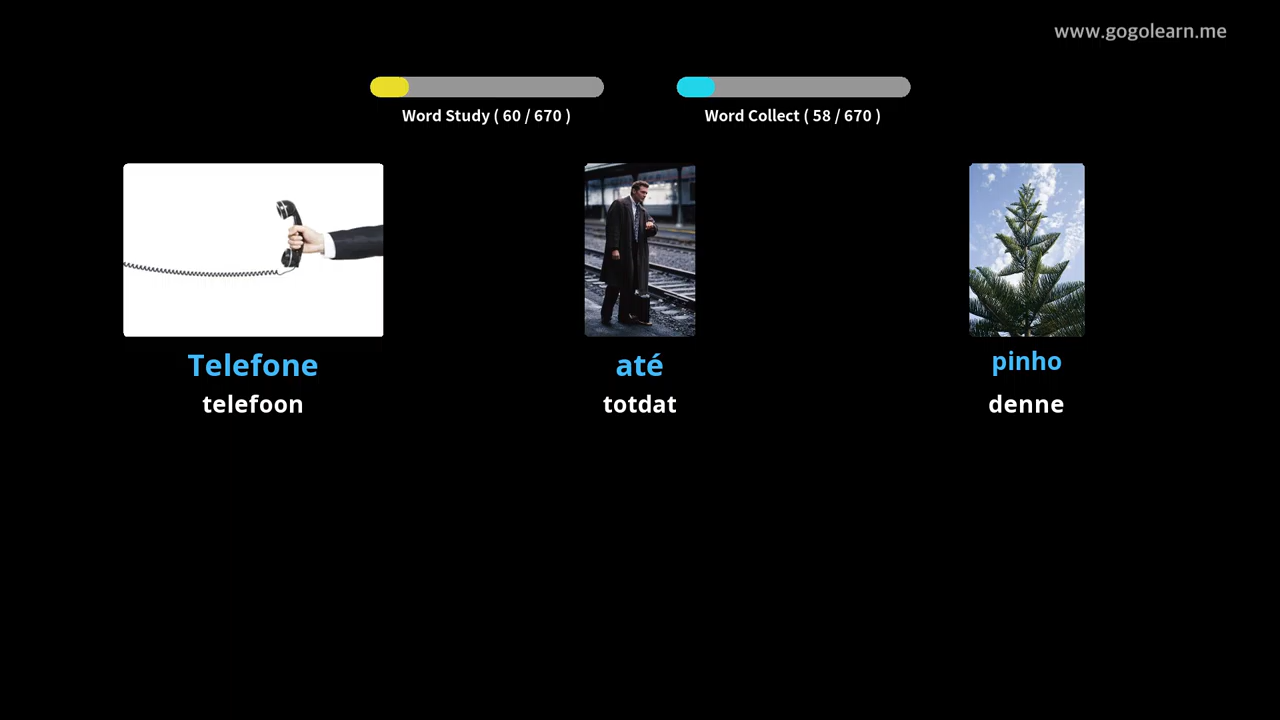 www.gogolearn.me
Word Study ( 60 / 670 )
Word Collect ( 58 / 670 )
Telefone
telefoon
até
totdat
pinho
denne